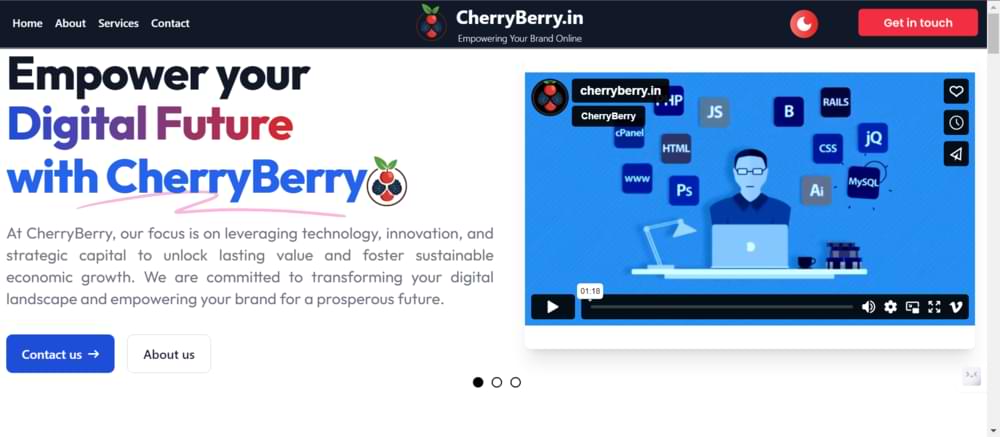 Home About Services Contact
CherryBerry.in
Empowering Your Brand Online
Get in touch
Empower your
Digital Future
with CherryBerry
At CherryBerry, our focus is on leveraging technology, innovation, and
strategic capital to unlock lasting value and foster sustainable
economic growth. We are committed to transforming your digital
landscape and empowering your brand for a prosperous future.
Contact us →
About us
cherryberry.in
CherryBerry
PHP
JS
B
RAILS
cPanel
HTML
CSS
jQ
www
Ps
Ai
MySQL
01:18